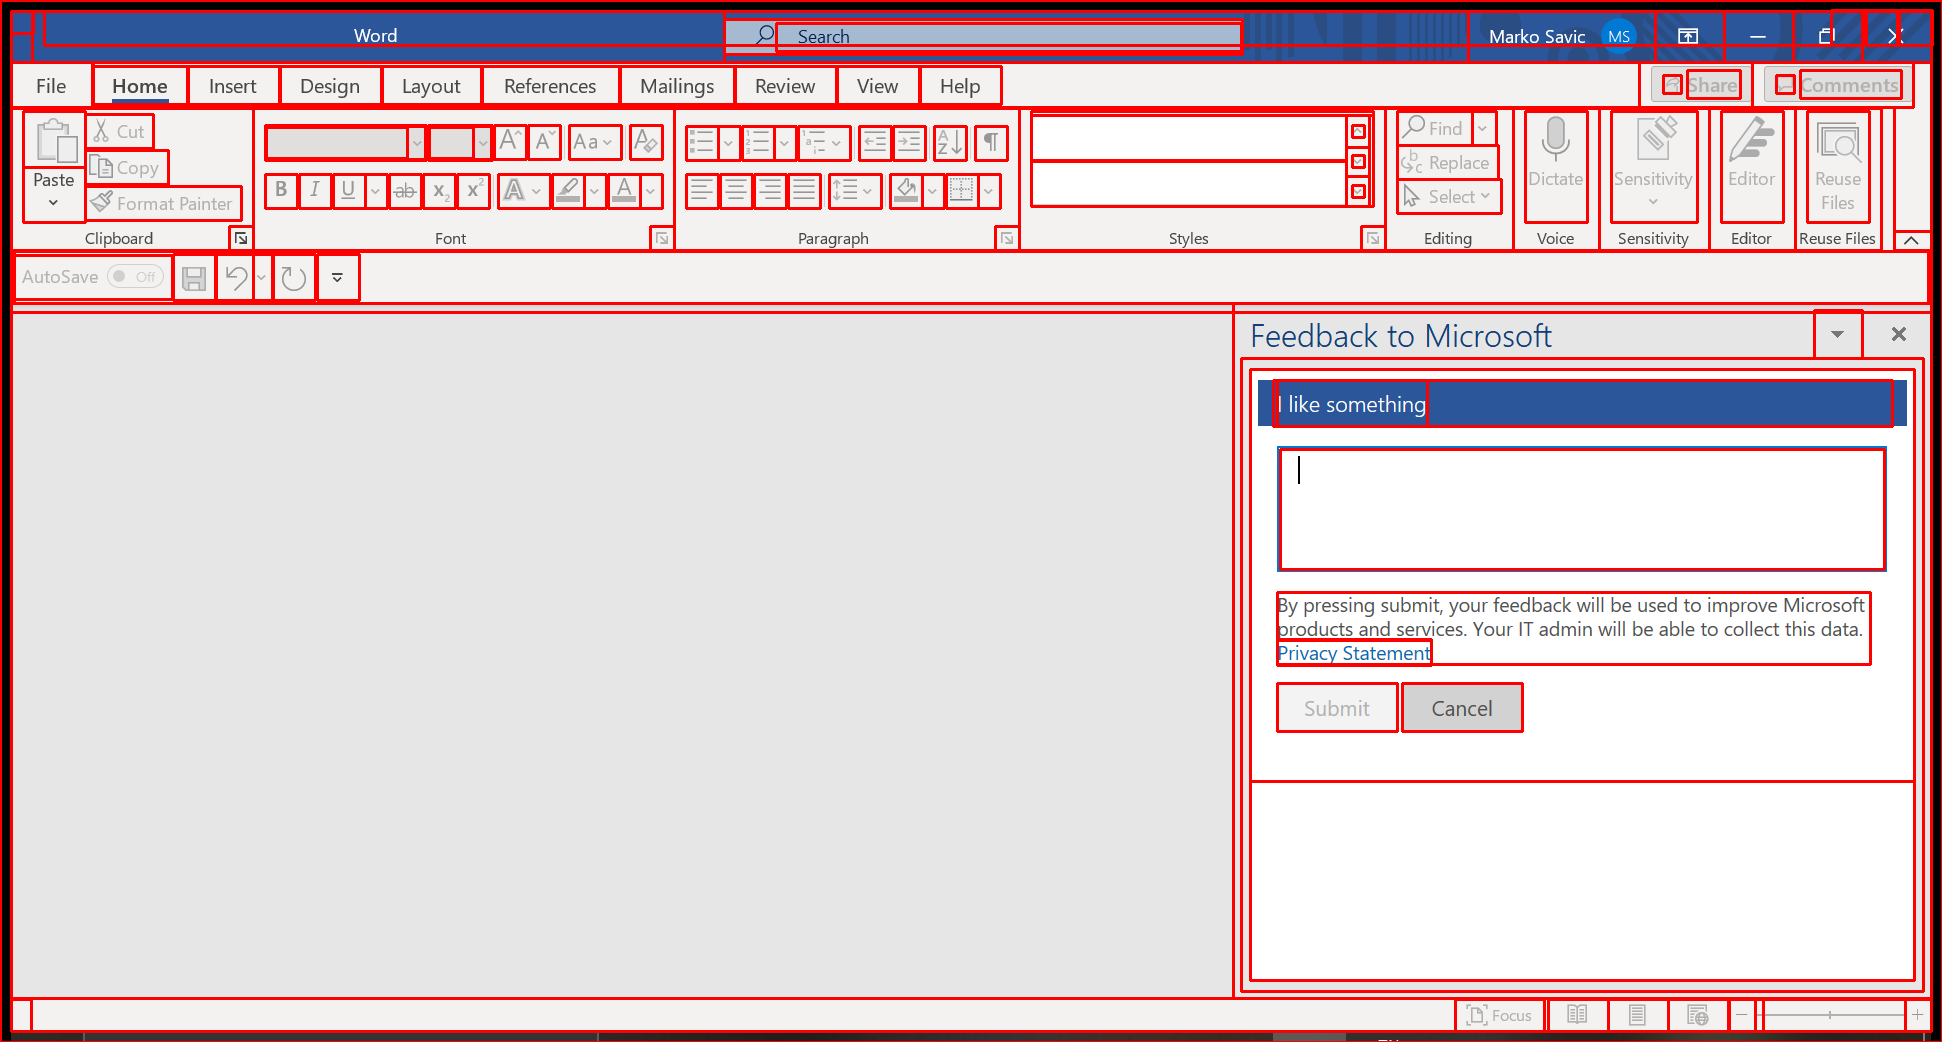 Word
Search
Marko Savic
MS
File
Home
Insert
Design
Layout
References
Mailings
Review
View
Help
Share
Comments
Paste
Cut
Copy
Format Painter
Clipboard
Aa
B
I
U
ab
Font
Paragraph
Styles
Find
Replace
Select
Editing
Dictate
Voice
Sensitivity
Sensitivity
Editor
Editor
Reuse
Files
Reuse Files
AutoSave
Off
Feedback to Microsoft
I like something
By pressing submit, your feedback will be used to improve Microsoft
products and services. Your IT admin will be able to collect this data.
Privacy Statement
Submit
Cancel
Focus